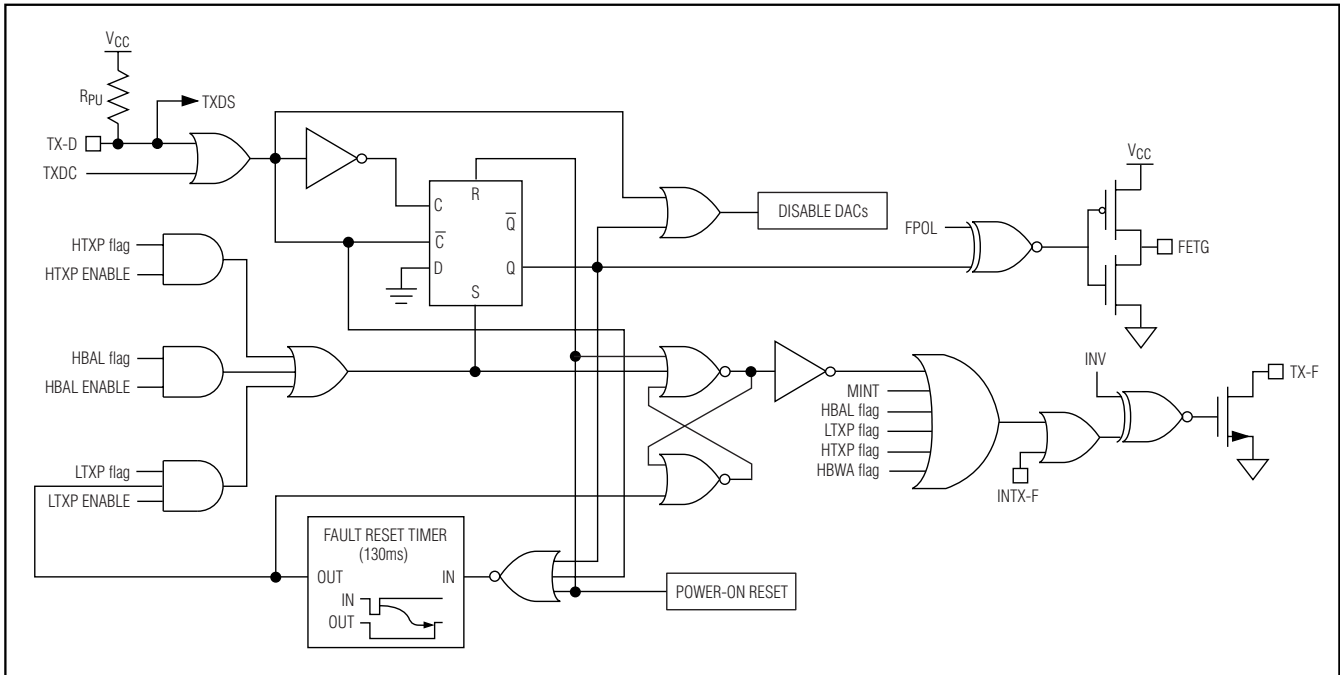 VCC
RPU
TXDS
TX-D
TXDC
R
C
Q̅
C̅
D
Q
S
DISABLE DACs
VCC
FPOL
FETG
HTXP flag
HTXP ENABLE
HBAL flag
HBAL ENABLE
LTXP flag
LTXP ENABLE
MINT
HBAL flag
LTXP flag
HTXP flag
HBWA flag
INV
TX-F
INTX-F
FAULT RESET TIMER
(130ms)
OUT
IN
IN
OUT
POWER-ON RESET